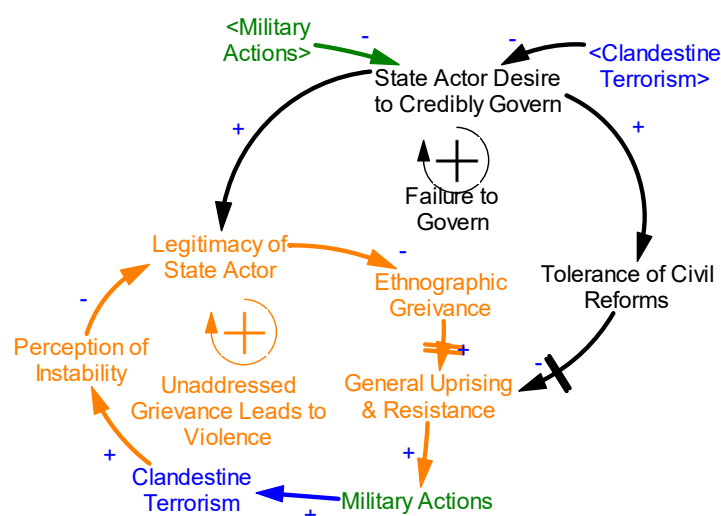 <Military
Actions>
-
-
<Clandestine
Terrorism>
State Actor Desire
to Credibly Govern
+
+
Failure to
Govern
Legitimacy of
State Actor
-
Ethnographic
Greivance
Tolerance of Civil
Reforms
-
+
-
Perception of
Instability
Unaddressed
Grievance Leads to
Violence
General Uprising
& Resistance
+
+
Clandestine
Terrorism
+
Military Actions